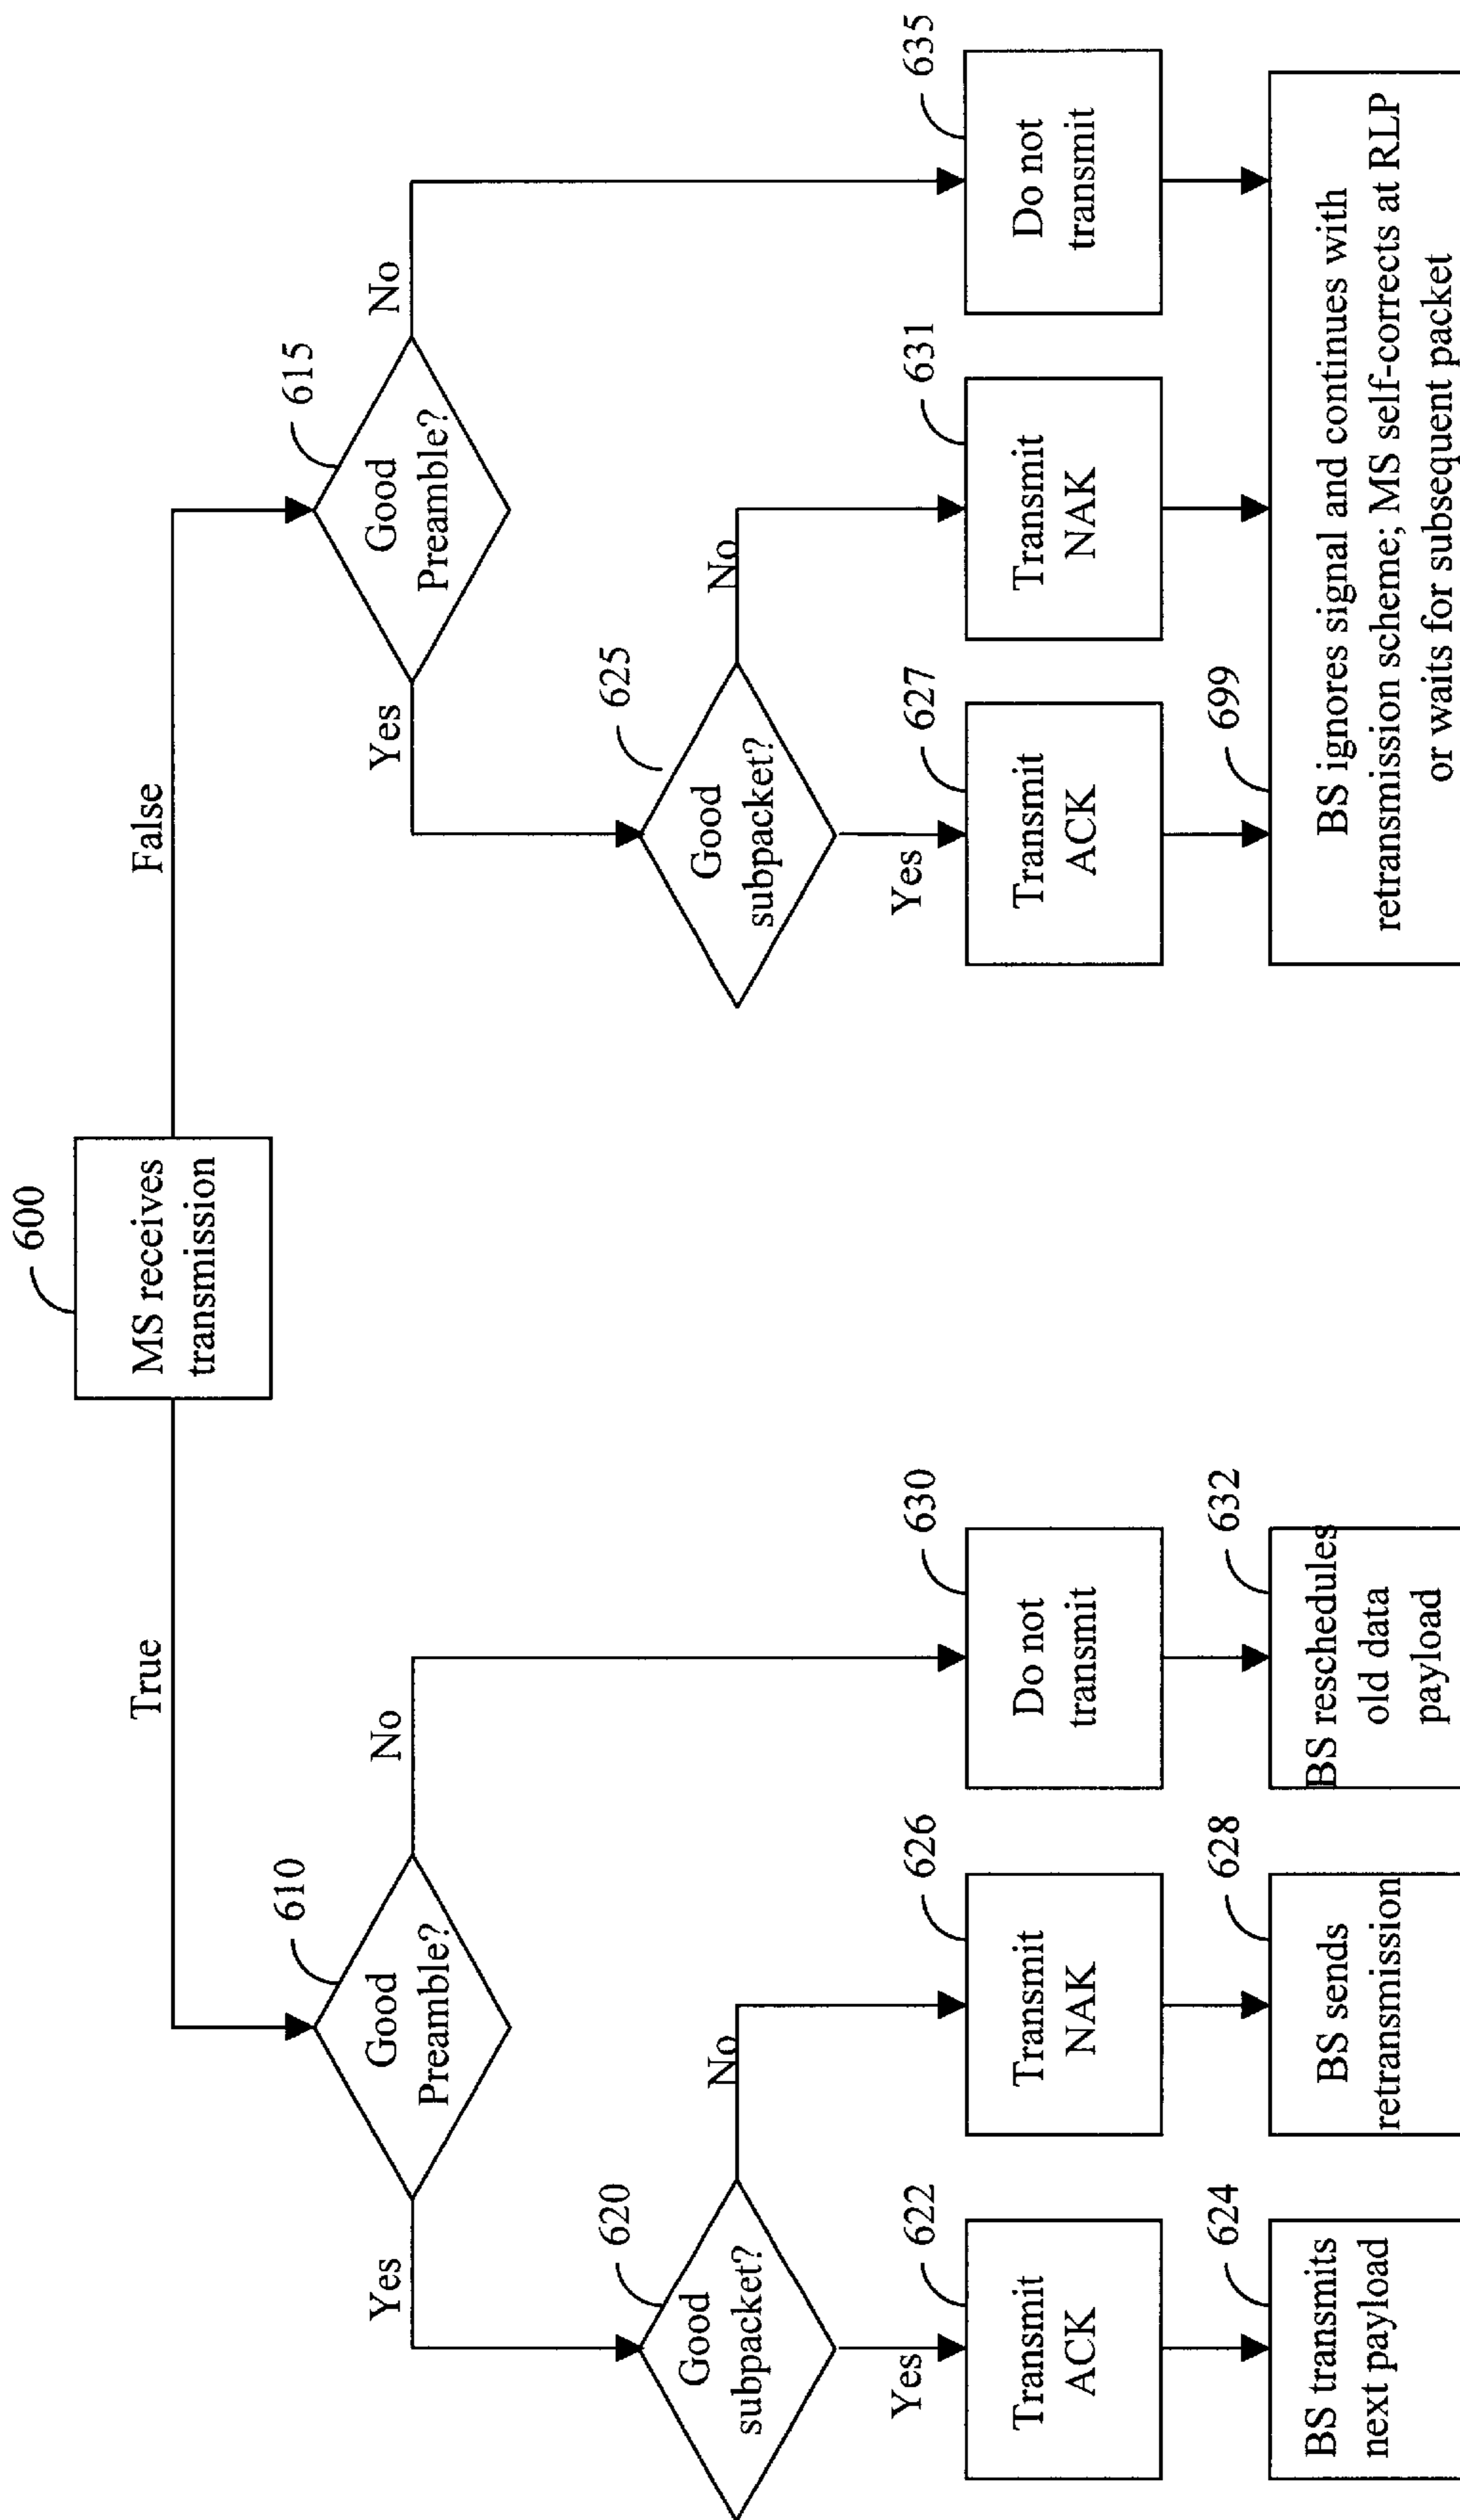 600
MS receives
transmission
True
False
610
Good
Preamble?
Yes
No
615
Good
Preamble?
Yes
No
620
Good
subpacket?
Yes
No
625
Good
subpacket?
Yes
No
622
Transmit
ACK
626
Transmit
NAK
630
Do not
transmit
627
Transmit
ACK
631
Transmit
NAK
635
Do not
transmit
624
BS transmits
next payload
628
BS sends
retransmission
632
BS reschedules
old data
payload
699
BS ignores signal and continues with
retransmission scheme; MS self-corrects at RLP
or waits for subsequent packet